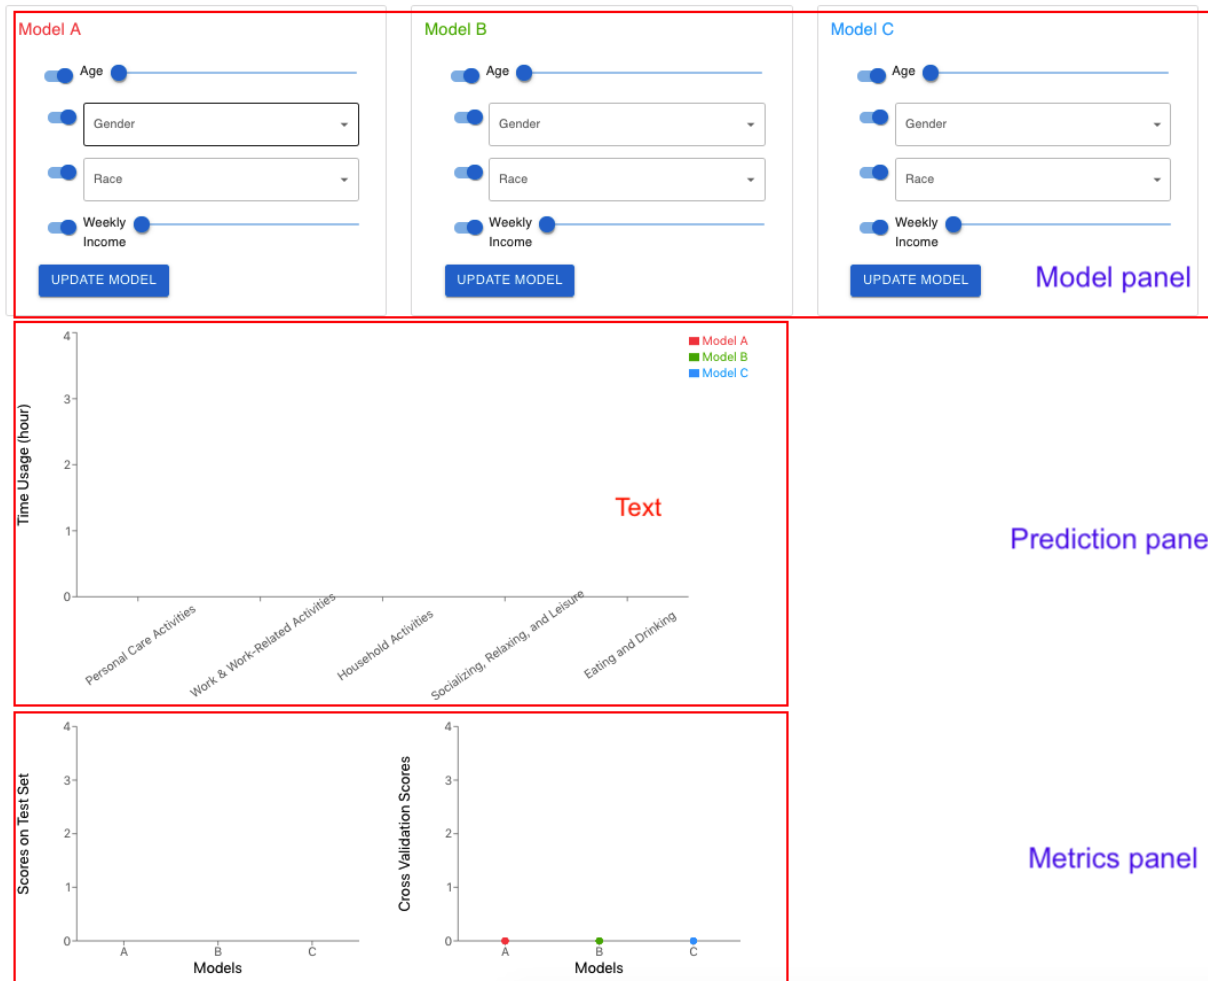 Model A
Age
Gender
Race
Weekly
Income
UPDATE MODEL
Model B
Age
Gender
Race
Weekly
Income
UPDATE MODEL
Model C
Age
Gender
Race
Weekly
Income
UPDATE MODEL
Model panel
4
3
2
1
0
Time Usage (hour)
Model A
Model B
Model C
Text
Personal Care Activities
Work & Work-Related Activities
Household Activities
Socializing, Relaxing, and Leisure
Eating and Drinking
Prediction pane
4
3
2
1
0
Scores on Test Set
A B C
Models
4
3
2
1
0
Cross Validation Scores
A B C
Models
Metrics panel